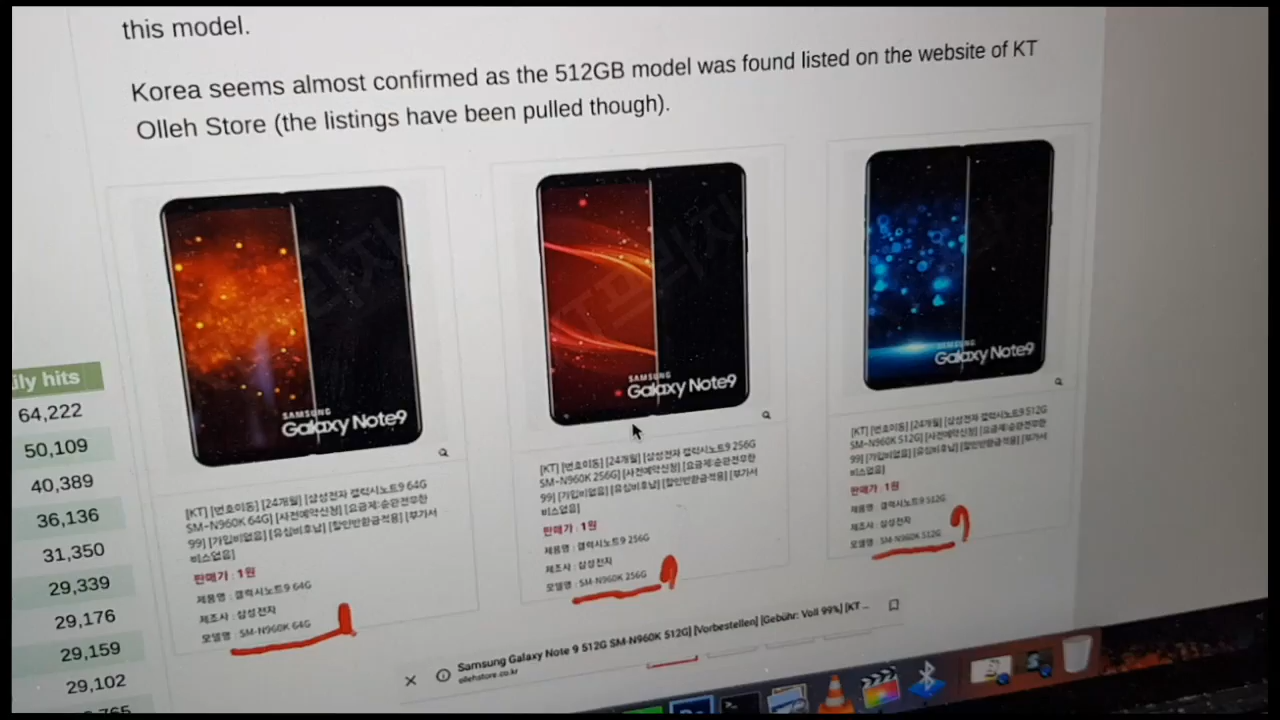 this model.
Korea seems almost confirmed as the 512GB model was found listed on the website of KT
Olleh Store (the listings have been pulled though).
SAMSUNG
Galaxy Note9
[KT] [번호이동] [24개월] [삼성전자 갤럭시노트9 64G
SM-N960K 64G] [사전예약신청] [요금제:순완전무한
99] [가입비없음] [유심비후납] [할인반환금적용] [부가서
비스없음]
판매가 : 1원
제품명 : 갤럭시노트9 64G
제조사 : 삼성전자
모델명 : SM-N960K 64G
SAMSUNG
Galaxy Note9
[KT] [번호이동] [24개월] [삼성전자 갤럭시노트9 256G
SM-N960K 256G] [사전예약신청] [요금제:순완전무한
99] [가입비없음] [유심비후납] [할인반환금적용] [부가서
비스없음]
판매가 : 1원
제품명 : 갤럭시노트9 256G
제조사 : 삼성전자
모델명 : SM-N960K 256G
SAMSUNG
Galaxy Note9
[KT] [번호이동] [24개월] [삼성전자 갤럭시노트9 512G
SM-N960K 512G] [사전예약신청] [요금제:순완전무한
99] [가입비없음] [유심비후납] [할인반환금적용] [부가서
비스없음]
판매가 : 1원
제품명 : 갤럭시노트9 512G
제조사 : 삼성전자
모델명 : SM-N960K 512G
ily hits
64,222
50,109
40,389
36,136
31,350
29,339
29,176
29,159
29,102
Samsung Galaxy Note 9 512G SM-N960K 512G] [Vorbestellen] [Gebühr: Voll 99%] [KT ...
ollehstore.co.kr